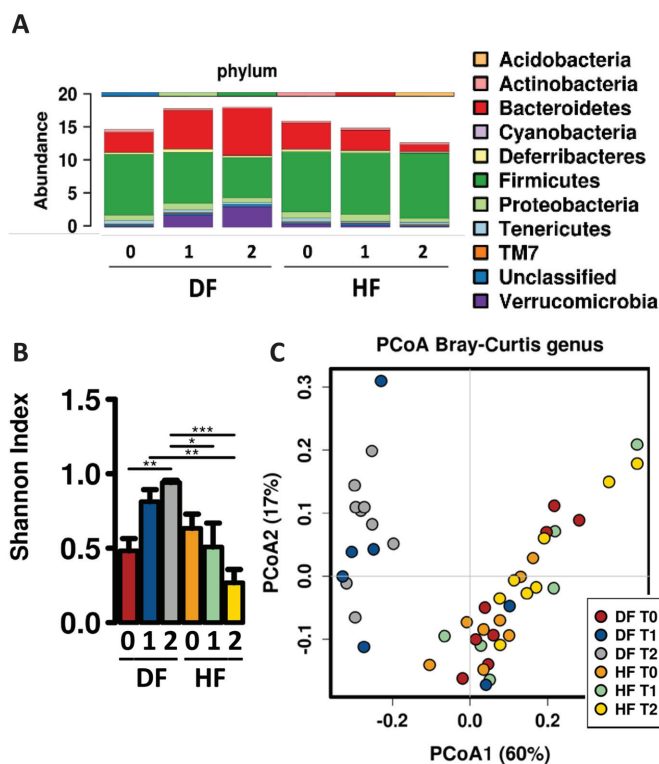 A
phylum
Abundance
20
15
10
5
0
0 1 2 0 1 2
DF HF
Acidobacteria
Actinobacteria
Bacteroidetes
Cyanobacteria
Deferribacteres
Firmicutes
Proteobacteria
Tenericutes
TM7
Unclassified
Verrucomicrobia
B
Shannon Index
1.5
1.0
0.5
0.0
***
*
**
**
0 1 2 0 1 2
DF HF
C
PCoA Bray-Curtis genus
PCoA2 (17%)
0.3
0.2
0.1
0.0
-0.1
-0.2 0.0 0.2
PCoA1 (60%)
DF T0
DF T1
DF T2
HF T0
HF T1
HF T2